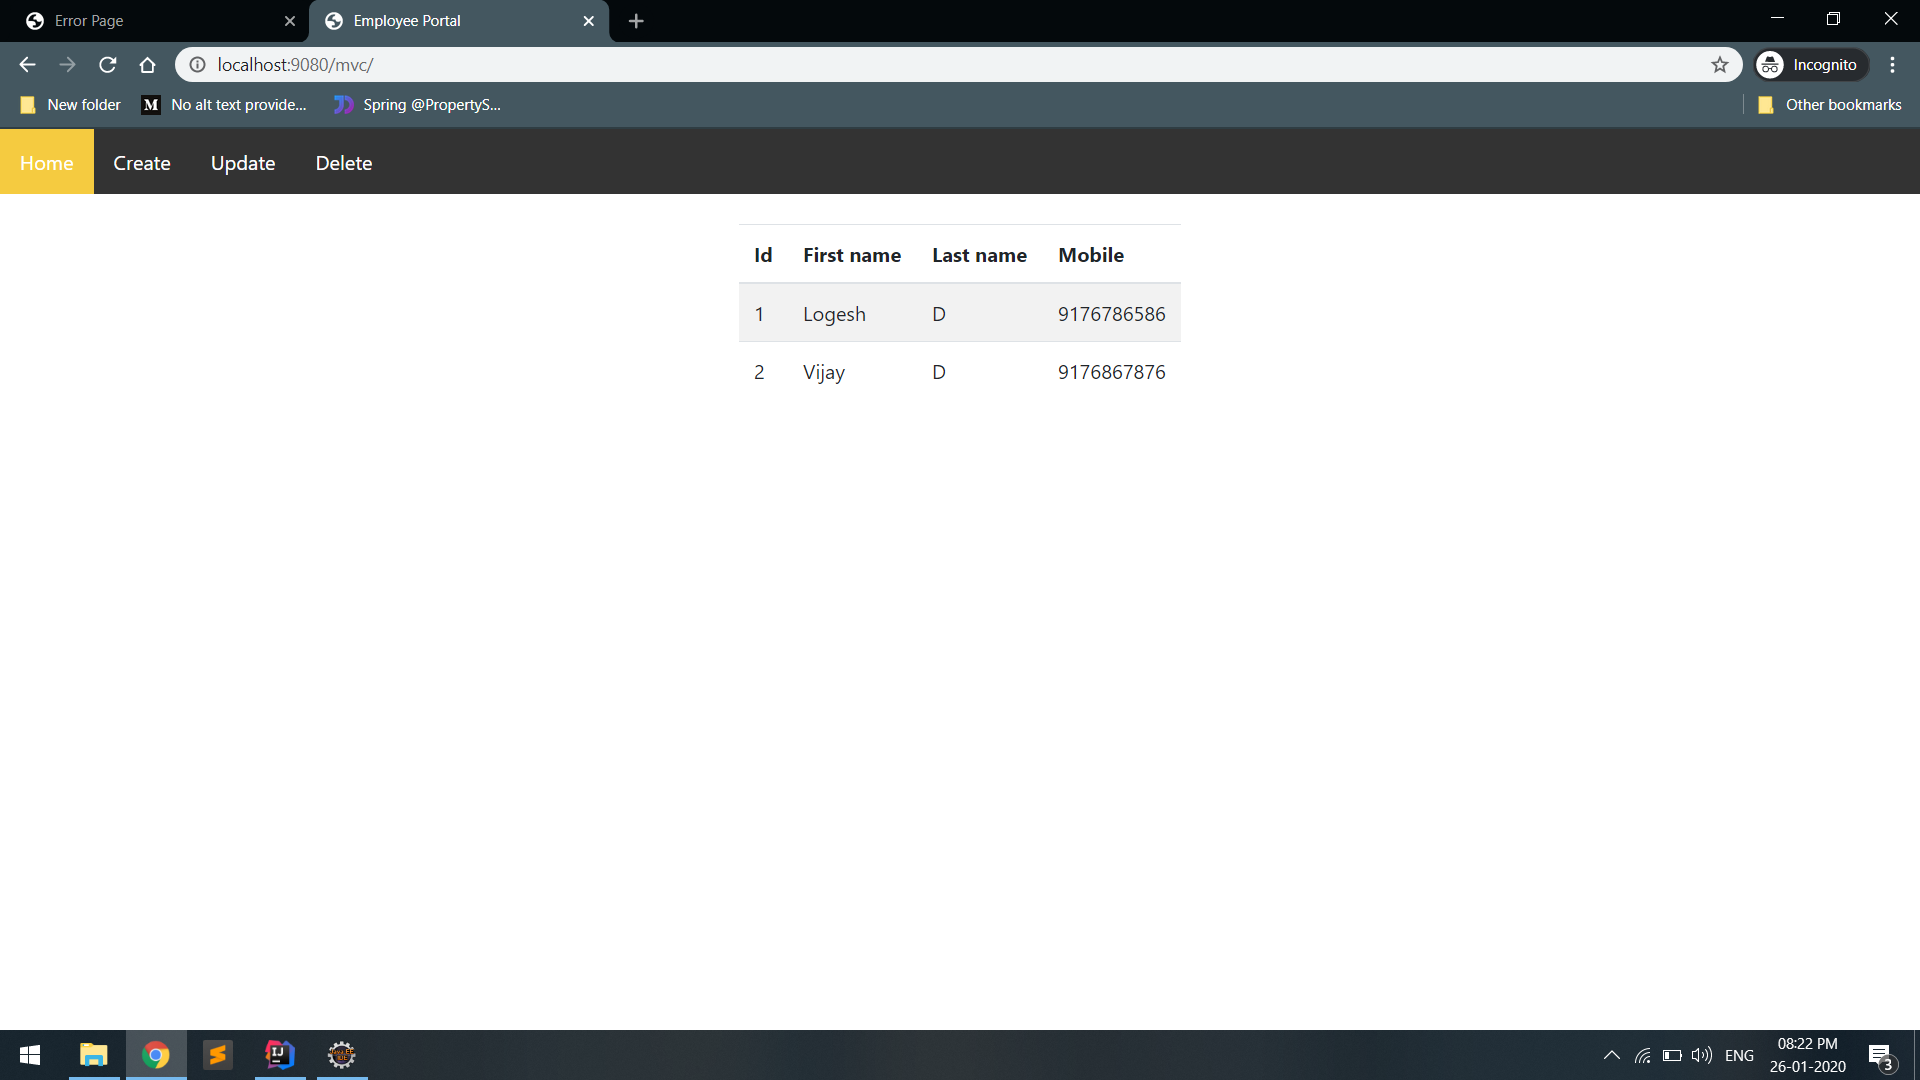 Error Page
Employee Portal
localhost:9080/mvc/
Incognito
New folder
M
No alt text provide...
Spring @PropertyS...
Other bookmarks
Home Create Update Delete
Id First name Last name Mobile
1 Logesh D 9176786586
2 Vijay D 9176867876
IJ
ENG
08:22 PM
26-01-2020
3